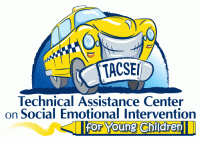 TACSEI
Technical Assistance Center
on Social Emotional Intervention
for Young Children